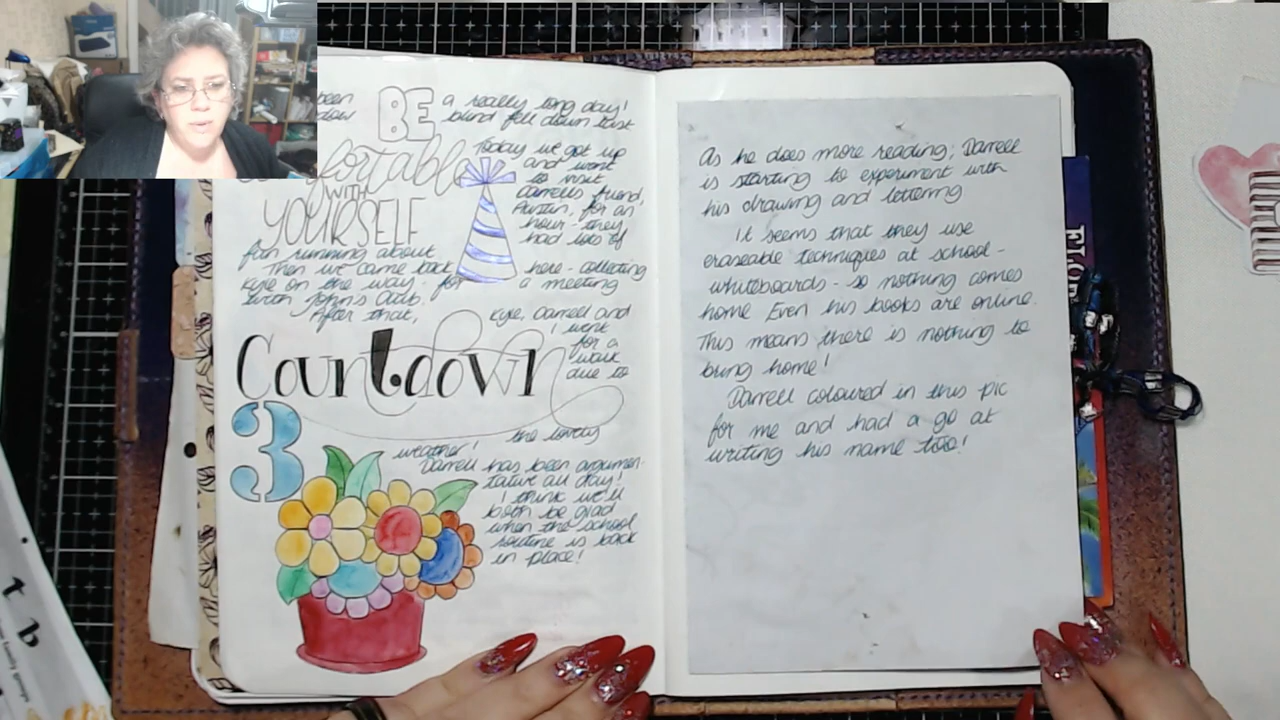 been BE a really long day!
dow blind fell down last
fortable Today we got up
WITH and went
YOURSELF to visit
Darrells friend,
Austin, for an
hour - they
had lots of
fun running about.
Then we came back here - collecting
Kyle on the way - for a meeting
with John's Club.
After that, Kyle, Darrell and
I went
for a
walk
due to
Countdown
3
the lovely
weather!
Darrell has been argumen-
tative all day!
I think we'll
both be glad
when the school
routine is back
in place!
As he does more reading, Darrell
is starting to experiment with
his drawing and lettering
It seems that they use
eraseable techniques at school -
whiteboards - so nothing comes
home Even his books are online.
This means there is nothing to
bring home!
Darrell coloured in this pic
for me and had a go at
writing his name too!
t b